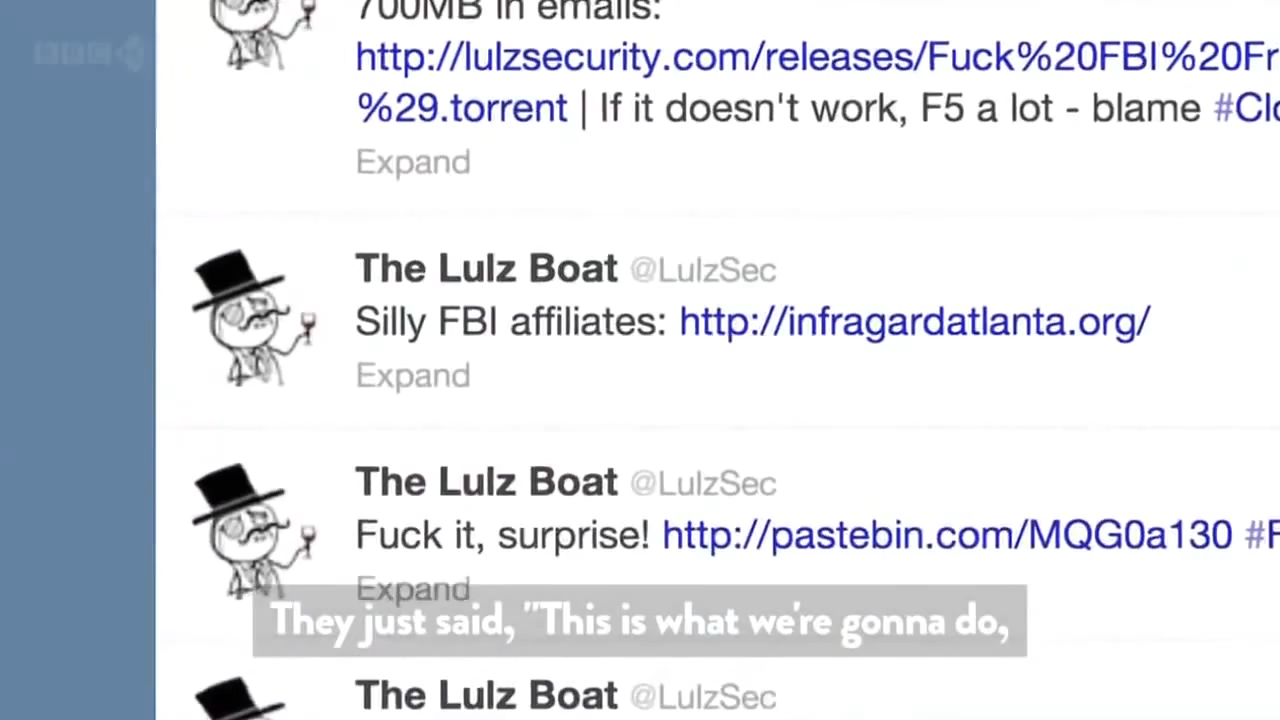 700MB in emails:
http://lulzsecurity.com/releases/Fuck%20FBI%20Fr
%29.torrent | If it doesn't work, F5 a lot - blame #Clo
Expand
The Lulz Boat @LulzSec
Silly FBI affiliates: http://infragardatlanta.org/
Expand
The Lulz Boat @LulzSec
Fuck it, surprise! http://pastebin.com/MQG0a130 #F
Expand
They just said, "This is what we're gonna do,
The Lulz Boat @LulzSec